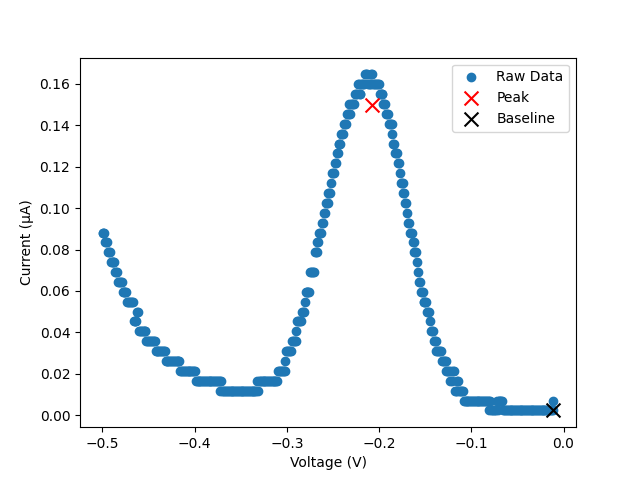 Raw Data
Peak
Baseline
0.16
0.14
0.12
0.10
0.08
0.06
0.04
0.02
0.00
Current (μA)
−0.5 −0.4 −0.3 −0.2 −0.1 0.0
Voltage (V)